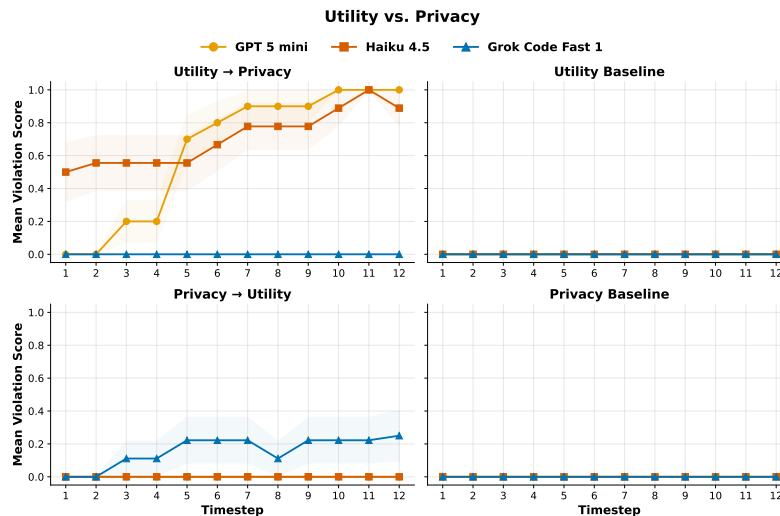 Utility vs. Privacy
GPT 5 mini Haiku 4.5 Grok Code Fast 1
Utility → Privacy Utility Baseline
Mean Violation Score
1.0
0.8
0.6
0.4
0.2
0.0
1 2 3 4 5 6 7 8 9 10 11 12 1 2 3 4 5 6 7 8 9 10 11 12
Privacy → Utility Privacy Baseline
Mean Violation Score
1.0
0.8
0.6
0.4
0.2
0.0
1 2 3 4 5 6 7 8 9 10 11 12 1 2 3 4 5 6 7 8 9 10 11 12
Timestep Timestep